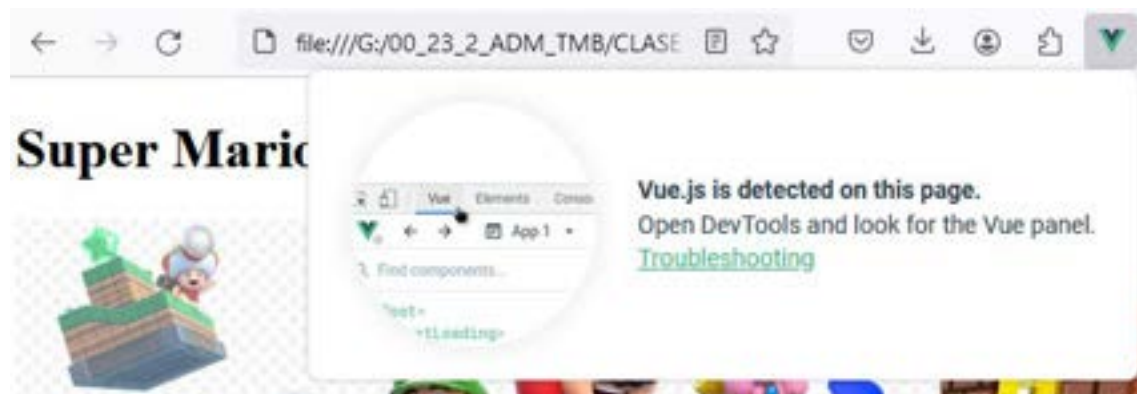 file:///G:/00_23_2_ADM_TMB/CLASE
Super Mario
Vue Elements Conso
App 1
Find components...
Vue.js is detected on this page.
Open DevTools and look for the Vue panel.
Troubleshooting